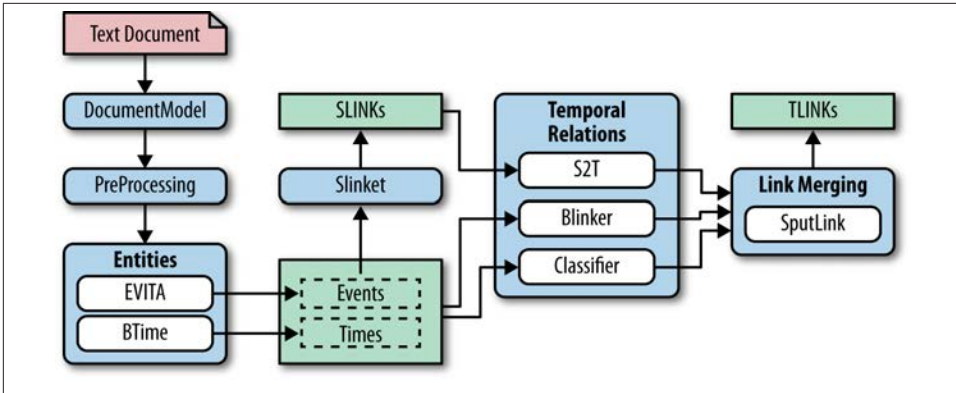 Text Document
DocumentModel
PreProcessing
Entities
EVITA
BTime
SLINKs
Slinket
Events
Times
Temporal
Relations
S2T
Blinker
Classifier
TLINKs
Link Merging
SputLink